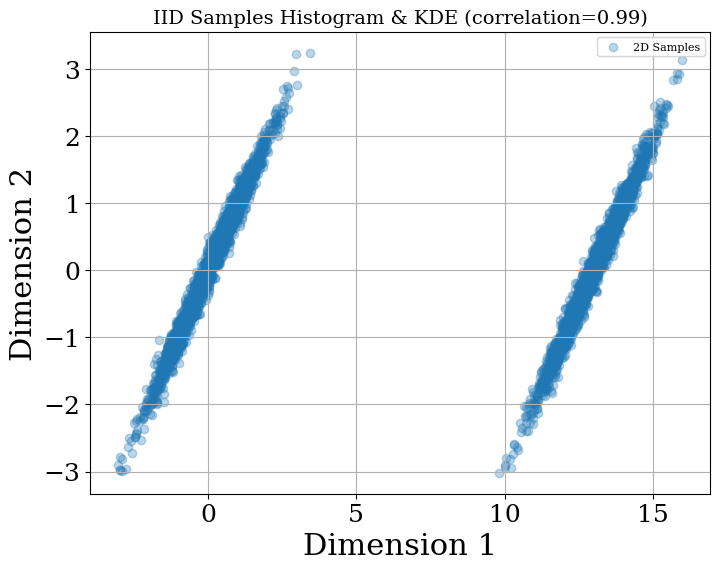 IID Samples Histogram & KDE (correlation=0.99)
2D Samples
3
2
1
0
−1
−2
−3
Dimension 2
0 5 10 15
Dimension 1